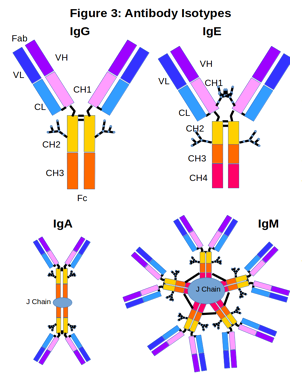 Figure 3: Antibody Isotypes
IgG
IgE
Fab
VH
VL
CH1
CL
CH2
CH3
Fc
VH
VL
CH1
CL
CH2
CH3
CH4
IgA
IgM
J Chain
J Chain